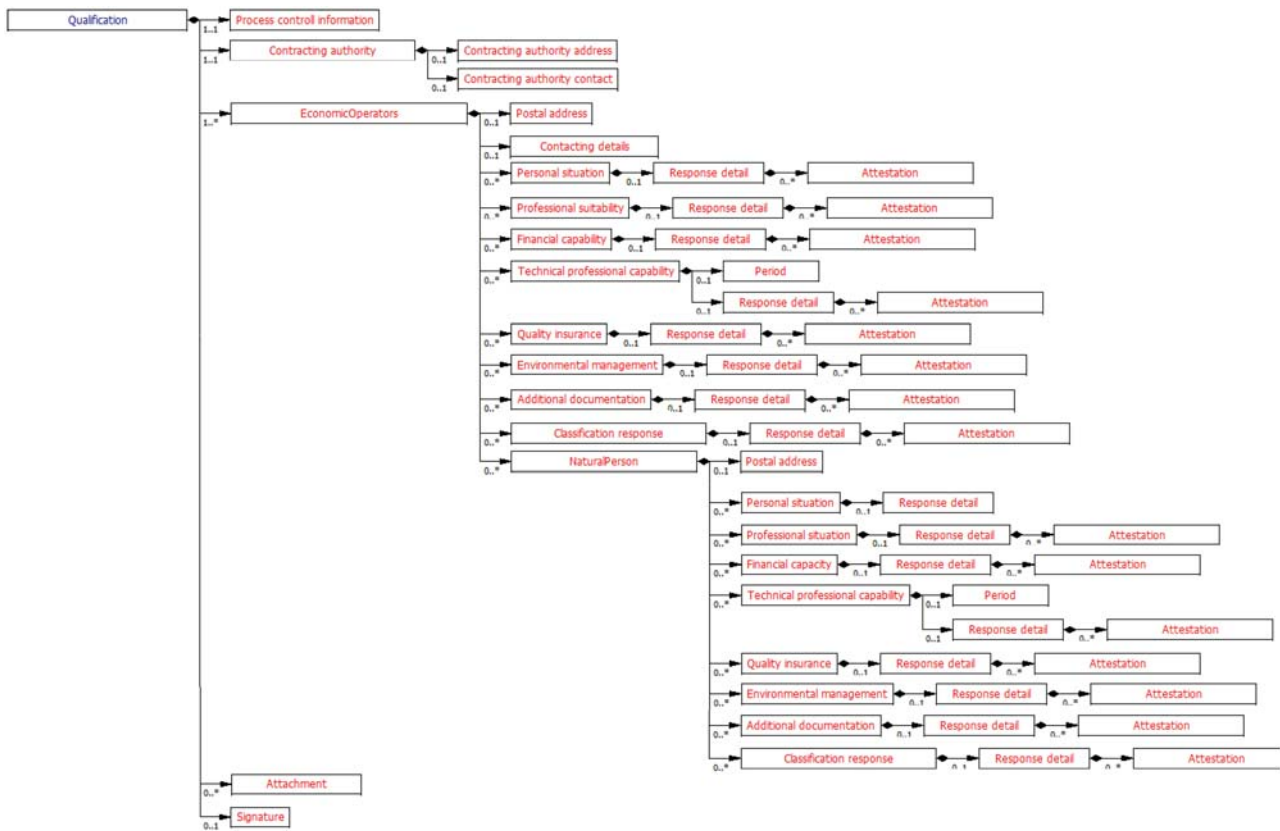 Qualification
Process controll information
1..1
Contracting authority
Contracting authority address
1..1
0..1
Contracting authority contact
0..1
EconomicOperators
Postal address
1..*
0..1
Contacting details
0..1
Personal situation
Response detail
Attestation
0..*
0..1
0..*
Professional suitability
Response detail
Attestation
0..*
0..1
0..*
Financial capability
Response detail
Attestation
0..*
0..1
0..*
Technical professional capability
Period
0..*
0..1
Response detail
Attestation
0..1
0..*
Quality insurance
Response detail
Attestation
0..*
0..1
0..*
Environmental management
Response detail
Attestation
0..*
0..1
0..*
Additional documentation
Response detail
Attestation
0..*
0..1
0..*
Classification response
Response detail
Attestation
0..*
0..1
0..*
NaturalPerson
Postal address
0..*
0..1
Personal situation
Response detail
0..*
0..1
Professional situation
Response detail
Attestation
0..*
0..1
0..*
Financial capacity
Response detail
Attestation
0..*
0..1
0..*
Technical professional capability
Period
0..*
0..1
Response detail
Attestation
0..1
0..*
Quality insurance
Response detail
Attestation
0..*
0..1
0..*
Environmental management
Response detail
Attestation
0..*
0..1
0..*
Additional documentation
Response detail
Attestation
0..*
0..1
0..*
Classification response
Response detail
Attestation
0..*
0..1
0..*
Attachment
0..*
Signature
0..1